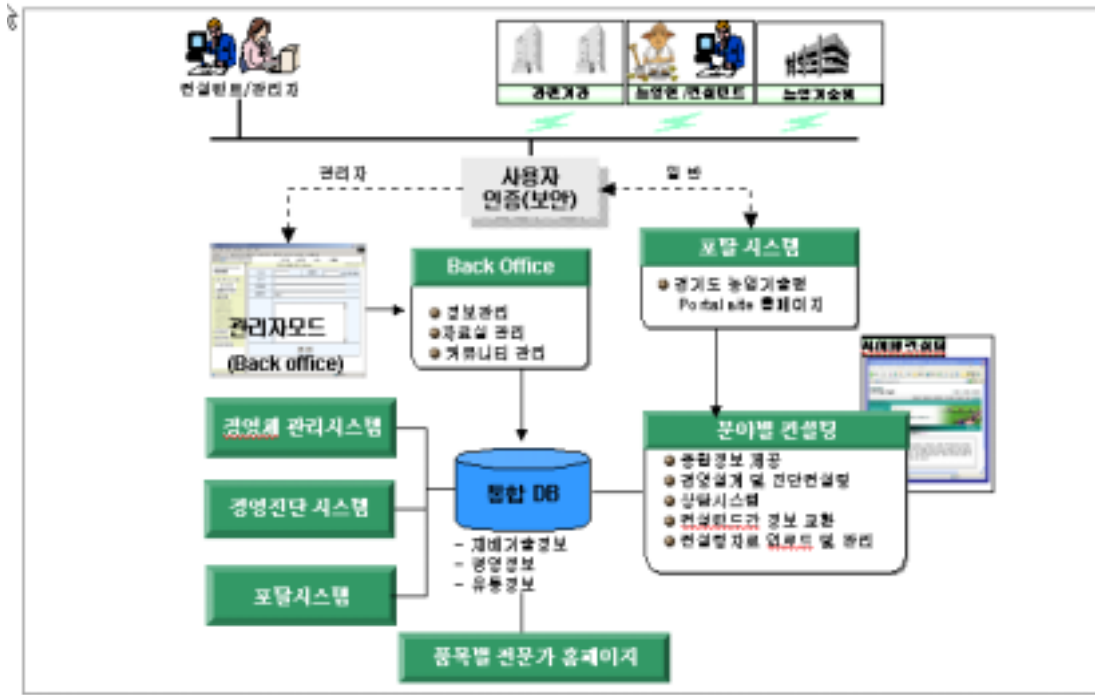 컨설턴트/관리자
관련기관
농업인 /컨설턴트
농업기술원
관리자
사용자
인증(보안)
일 반
포탈 시스템
경기도 농업기술원
Portal site 홈페이지
Back Office
정보관리
자료실 관리
커뮤니티 관리
관리자모드
(Back office)
경영체 관리시스템
경영진단 시스템
포탈시스템
통합 DB
- 재배기술정보
- 경영정보
- 유통정보
분야별 컨설팅
종합정보 제공
경영설계 및 진단컨설팅
상담시스템
컨설턴트간 정보 교환
컨설팅자료 업로드 및 관리
품목별 전문가 홈페이지